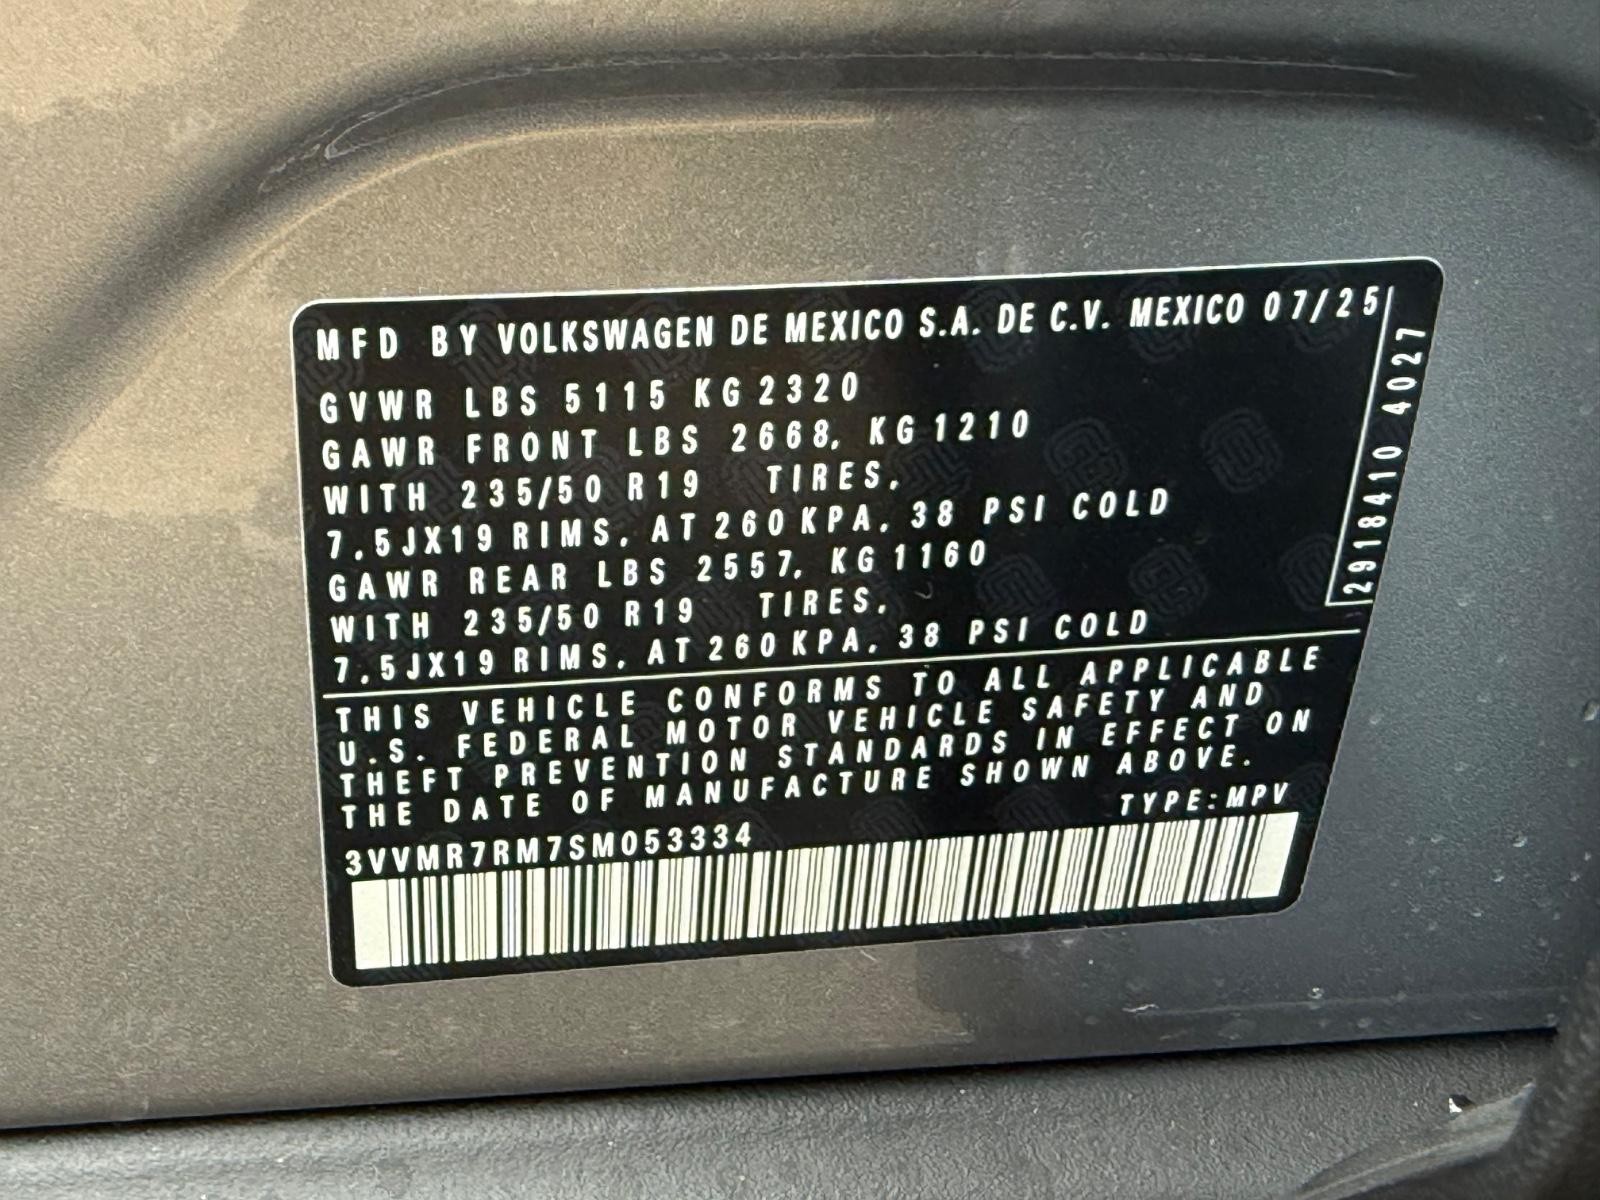 MFD BY VOLKSWAGEN DE MEXICO S.A. DE C.V. MEXICO 07/25
GVWR LBS 5115 KG 2320
GAWR FRONT LBS 2668, KG 1210
WITH 235/50 R19 TIRES,
7.5JX19 RIMS, AT 260 KPA, 38 PSI COLD
GAWR REAR LBS 2557, KG 1160
WITH 235/50 R19 TIRES,
7.5JX19 RIMS, AT 260 KPA, 38 PSI COLD
2918410 4027
THIS VEHICLE CONFORMS TO ALL APPLICABLE
U.S. FEDERAL MOTOR VEHICLE SAFETY AND
THEFT PREVENTION STANDARDS IN EFFECT ON
THE DATE OF MANUFACTURE SHOWN ABOVE.
TYPE:MPV
3VVMR7RM7SM053334